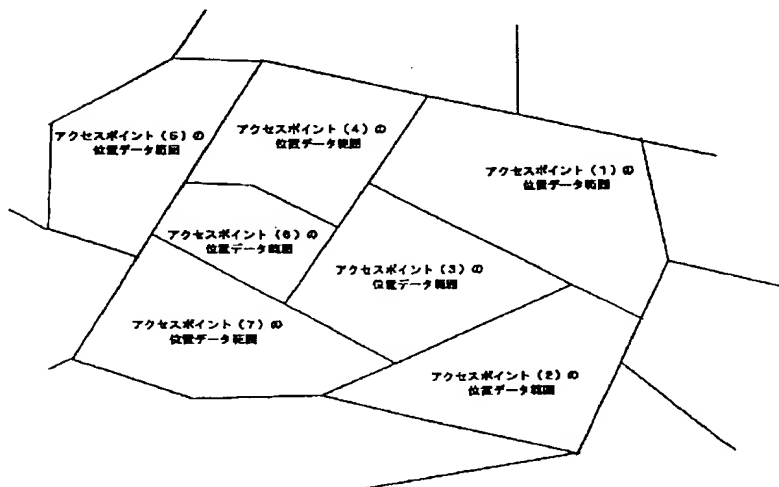 アクセスポイント（5）の
位置データ範囲
アクセスポイント（4）の
位置データ範囲
アクセスポイント（1）の
位置データ範囲
アクセスポイント（6）の
位置データ範囲
アクセスポイント（3）の
位置データ範囲
アクセスポイント（7）の
位置データ範囲
アクセスポイント（2）の
位置データ範囲